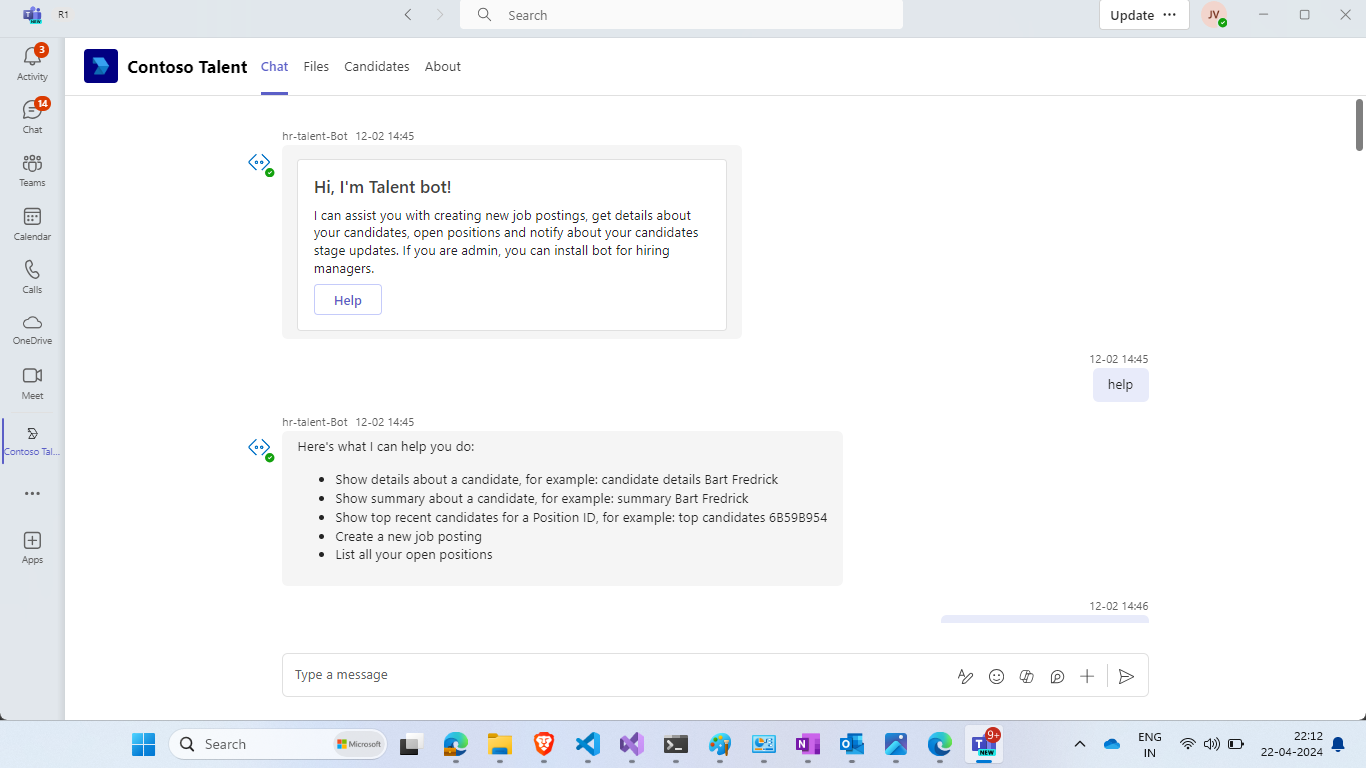 R1
Search
Update
JV
3
Activity
14
Chat
Teams
Calendar
Calls
OneDrive
Meet
Contoso Tal...
Apps
Contoso Talent
Chat
Files
Candidates
About
hr-talent-Bot 12-02 14:45
Hi, I'm Talent bot!
I can assist you with creating new job postings, get details about
your candidates, open positions and notify about your candidates
stage updates. If you are admin, you can install bot for hiring
managers.
Help
12-02 14:45
help
hr-talent-Bot 12-02 14:45
Here's what I can help you do:
• Show details about a candidate, for example: candidate details Bart Fredrick
• Show summary about a candidate, for example: summary Bart Fredrick
• Show top recent candidates for a Position ID, for example: top candidates 6B59B954
• Create a new job posting
• List all your open positions
12-02 14:46
Type a message
Search
Microsoft
9+
NEW
ENG
IN
22:12
22-04-2024